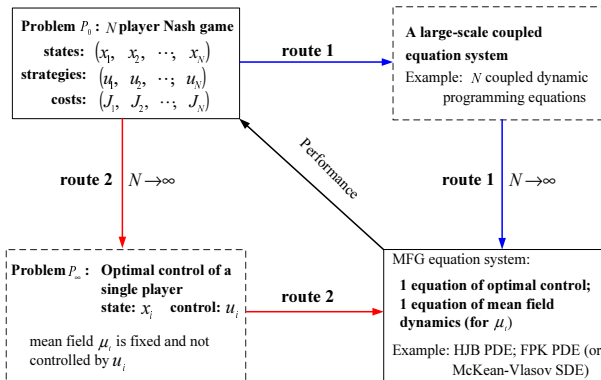 Problem P₀ : N player Nash game
states: (x₁, x₂, ⋯, x_N)
strategies: (u₁, u₂, ⋯, u_N)
costs: (J₁, J₂, ⋯, J_N)
route 1
A large-scale coupled
equation system
Example: N coupled dynamic
programming equations
route 2 N→∞
Performance
route 1 N→∞
Problem P∞ : Optimal control of a
single player
state: xᵢ control: uᵢ
mean field μₜ is fixed and not
controlled by uᵢ
route 2
MFG equation system:
1 equation of optimal control;
1 equation of mean field
dynamics (for μₜ)
Example: HJB PDE; FPK PDE (or
McKean-Vlasov SDE)